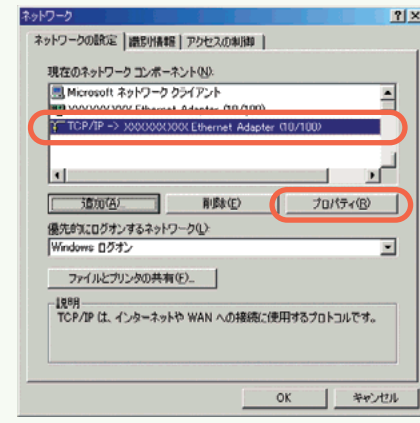 ネットワーク
ネットワークの設定 識別情報 アクセスの制御
現在のネットワーク コンポーネント(N):
Microsoft ネットワーク クライアント
XXXXXXXXXX Ethernet Adapter (10/100)
TCP/IP -> XXXXXXXXXX Ethernet Adapter (10/100)
追加(A)... 削除(E) プロパティ(R)
優先的にログオンするネットワーク(L):
Windows ログオン
ファイルとプリンタの共有(F)...
説明
TCP/IP は、インターネットや WAN への接続に使用するプロトコルです。
OK キャンセル